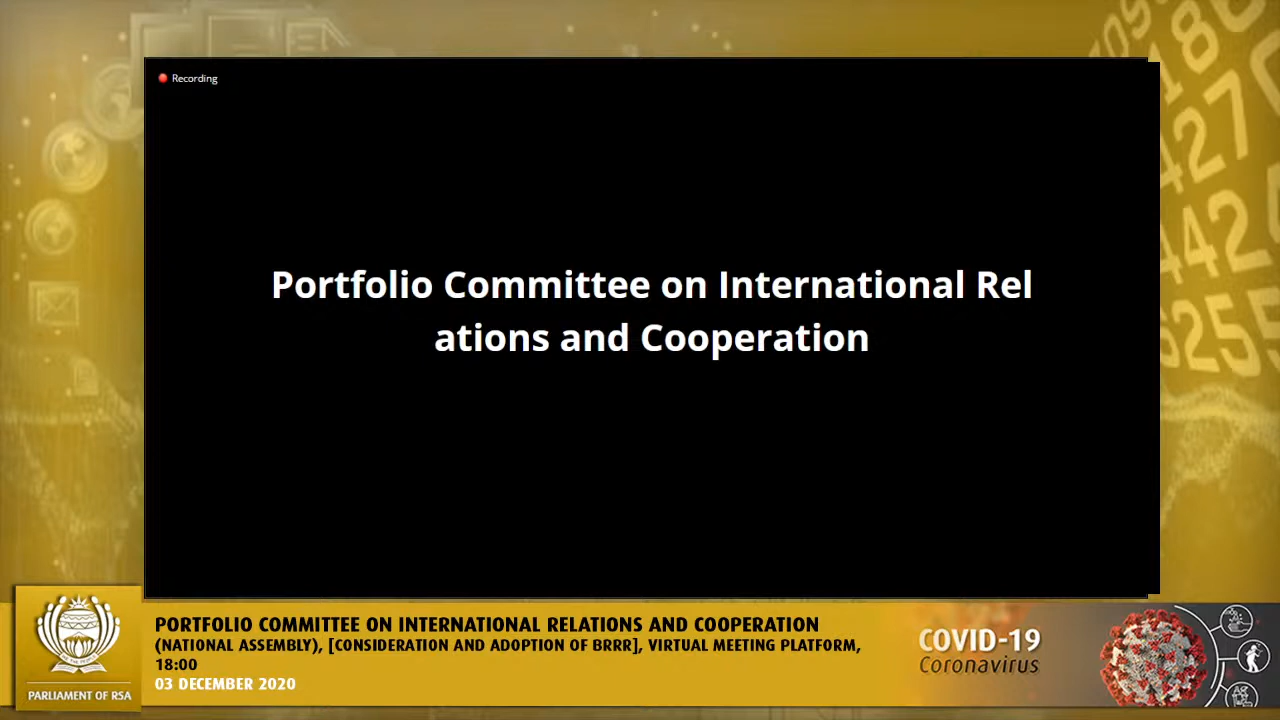 Recording
Portfolio Committee on International Rel
ations and Cooperation
PORTFOLIO COMMITTEE ON INTERNATIONAL RELATIONS AND COOPERATION
(NATIONAL ASSEMBLY), [CONSIDERATION AND ADOPTION OF BRRR], VIRTUAL MEETING PLATFORM,
18:00
03 DECEMBER 2020
PARLIAMENT OF RSA
COVID-19
Coronavirus